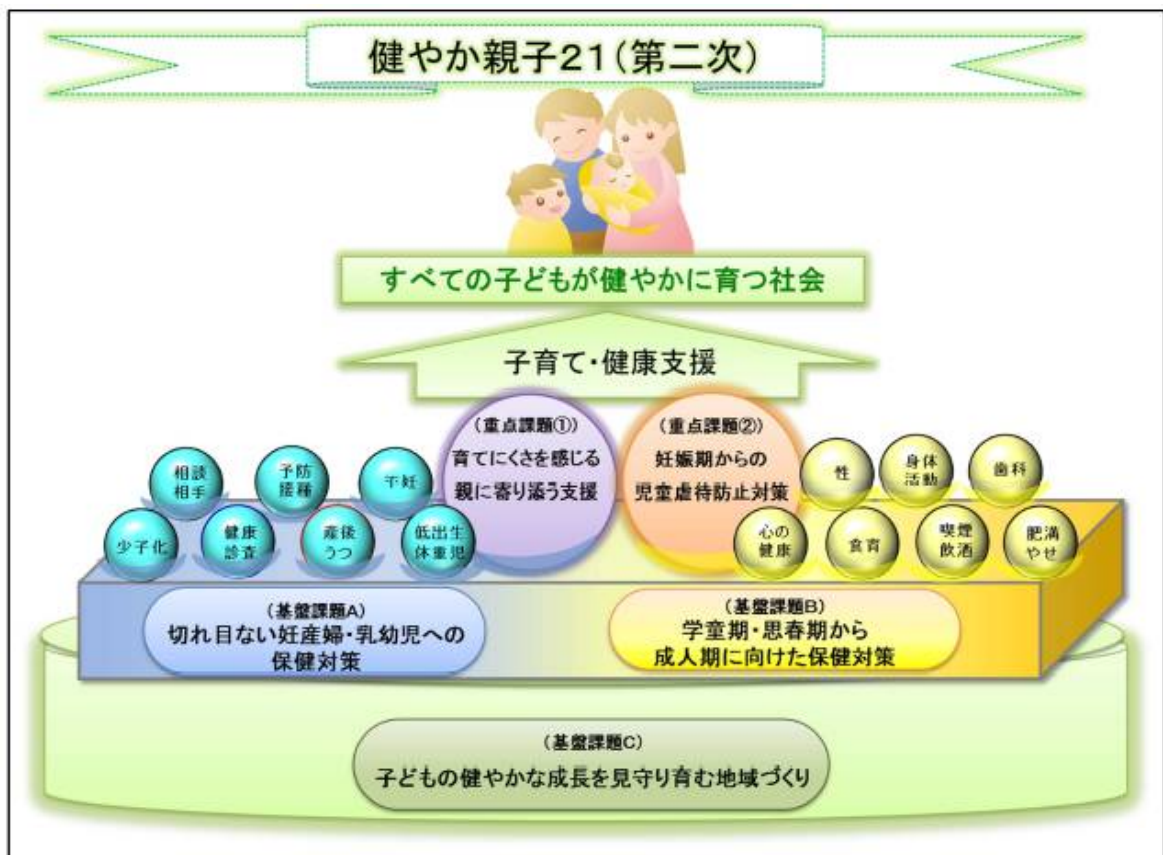 健やか親子21(第二次)
すべての子どもが健やかに育つ社会
子育て・健康支援
(重点課題①)
育てにくさを感じる
親に寄り添う支援
(重点課題②)
妊娠期からの
児童虐待防止対策
相談
相手
予防
接種
不妊
少子化
健康
診査
産後
うつ
低出生
体重児
性
身体
活動
歯科
心の
健康
食育
喫煙
飲酒
肥満
やせ
(基盤課題A)
切れ目ない妊産婦・乳幼児への
保健対策
(基盤課題B)
学童期・思春期から
成人期に向けた保健対策
(基盤課題C)
子どもの健やかな成長を見守り育む地域づくり